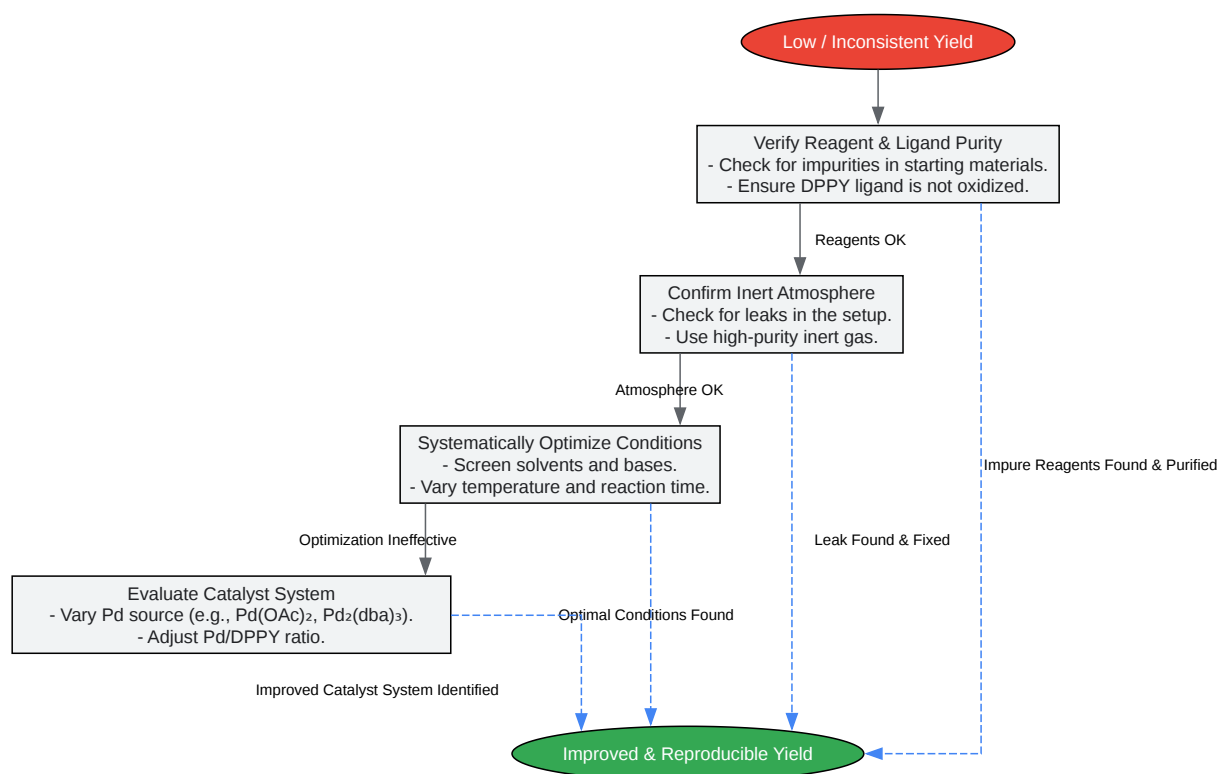 Low / Inconsistent Yield
Verify Reagent & Ligand Purity
- Check for impurities in starting materials.
- Ensure DPPY ligand is not oxidized.
Reagents OK
Confirm Inert Atmosphere
- Check for leaks in the setup.
- Use high-purity inert gas.
Atmosphere OK
Systematically Optimize Conditions
- Screen solvents and bases.
- Vary temperature and reaction time.
Impure Reagents Found & Purified
Optimization Ineffective
Leak Found & Fixed
Evaluate Catalyst System
- Vary Pd source (e.g., Pd(OAc)₂, Pd₂(dba)₃).
- Adjust Pd/DPPY ratio.
Optimal Conditions Found
Improved Catalyst System Identified
Improved & Reproducible Yield